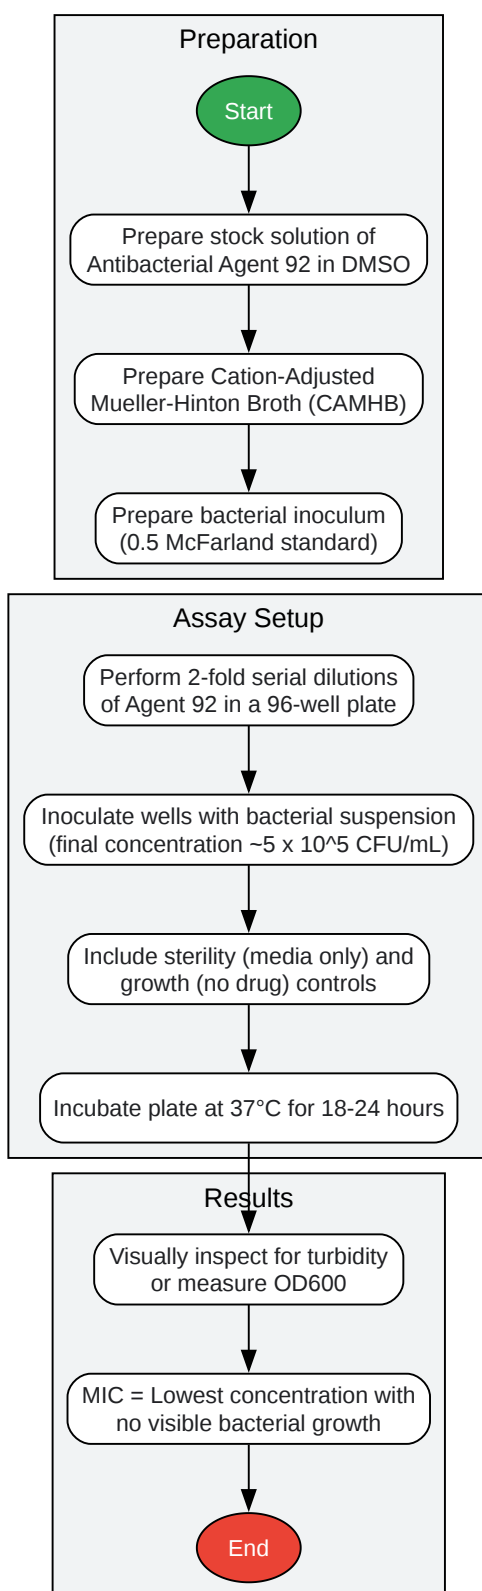 Preparation
Start
Prepare stock solution of
Antibacterial Agent 92 in DMSO
Prepare Cation-Adjusted
Mueller-Hinton Broth (CAMHB)
Prepare bacterial inoculum
(0.5 McFarland standard)
Assay Setup
Perform 2-fold serial dilutions
of Agent 92 in a 96-well plate
Inoculate wells with bacterial suspension
(final concentration ~5 x 10^5 CFU/mL)
Include sterility (media only) and
growth (no drug) controls
Incubate plate at 37°C for 18-24 hours
Results
Visually inspect for turbidity
or measure OD600
MIC = Lowest concentration with
no visible bacterial growth
End